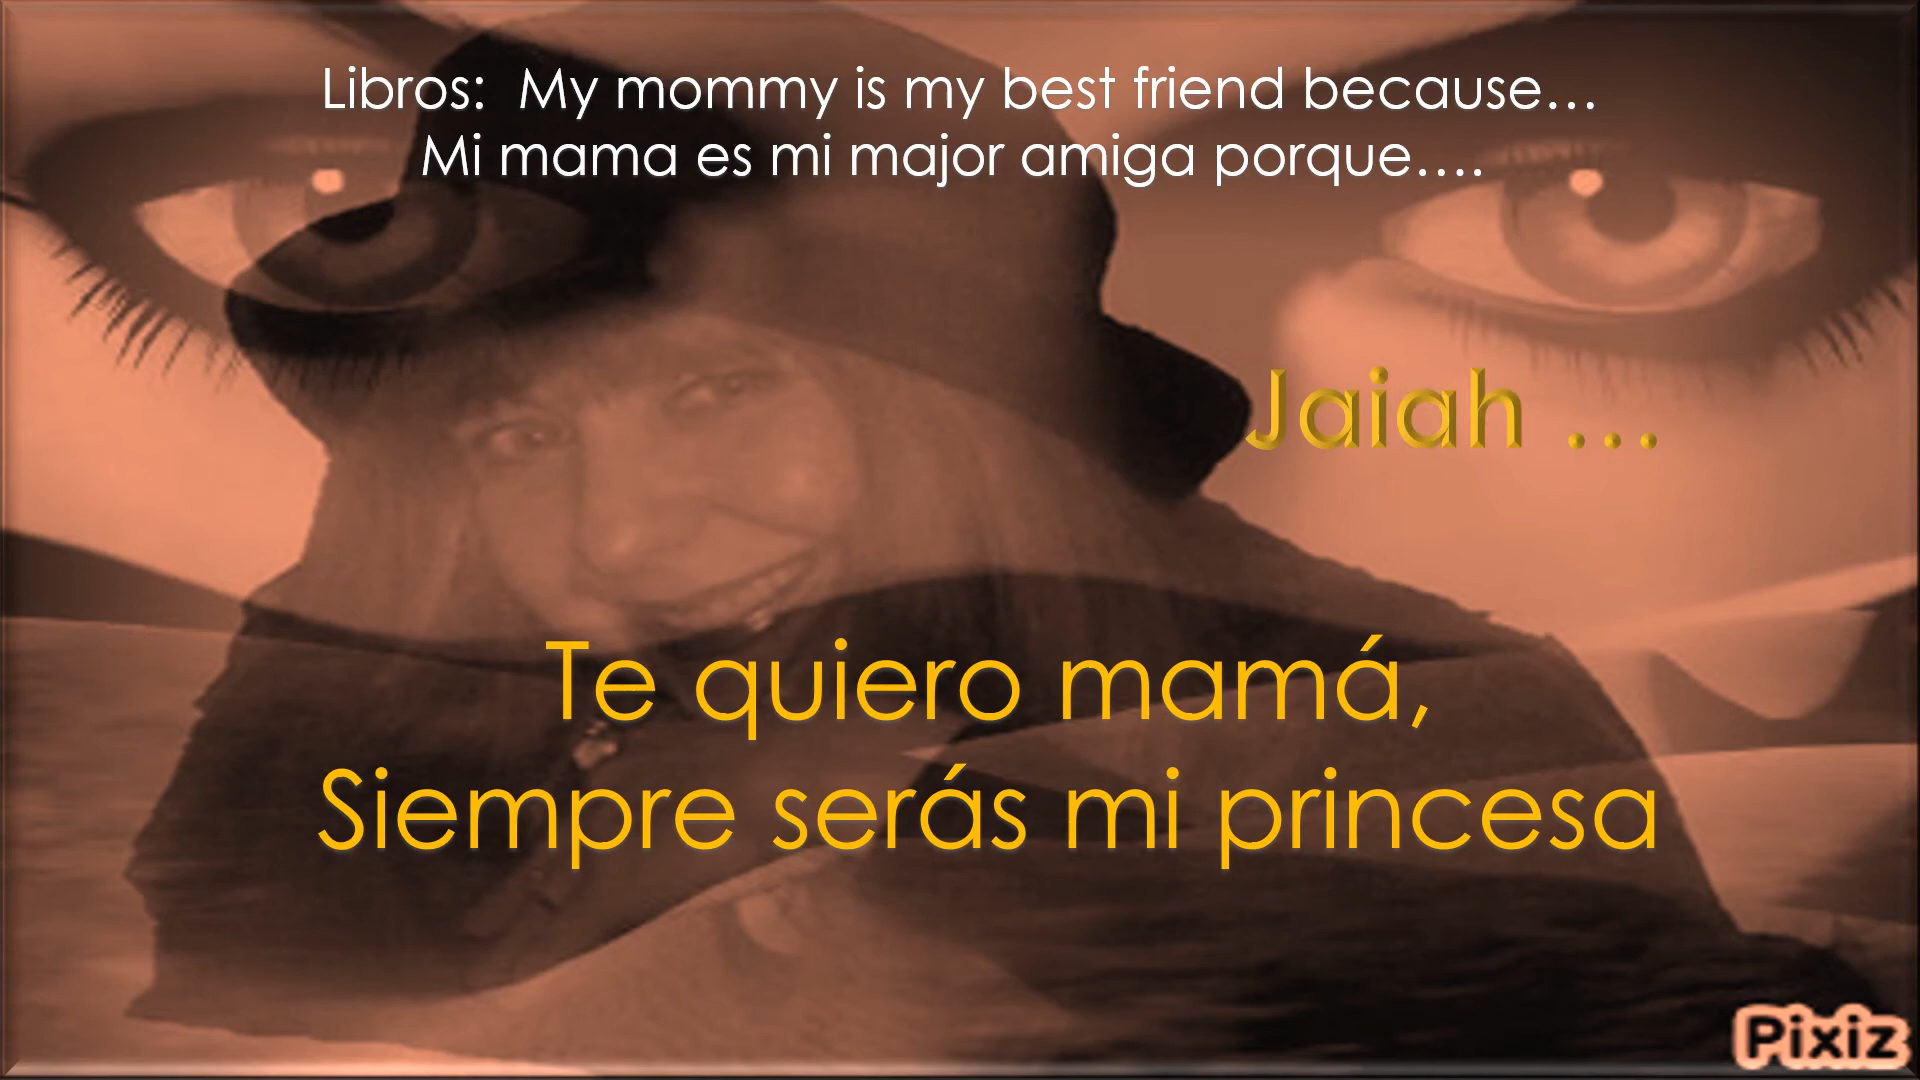 Libros:  My mommy is my best friend because...
Mi mama es mi major amiga porque....
Jaiah ...
Te quiero mamá,
Siempre serás mi princesa
Pixiz